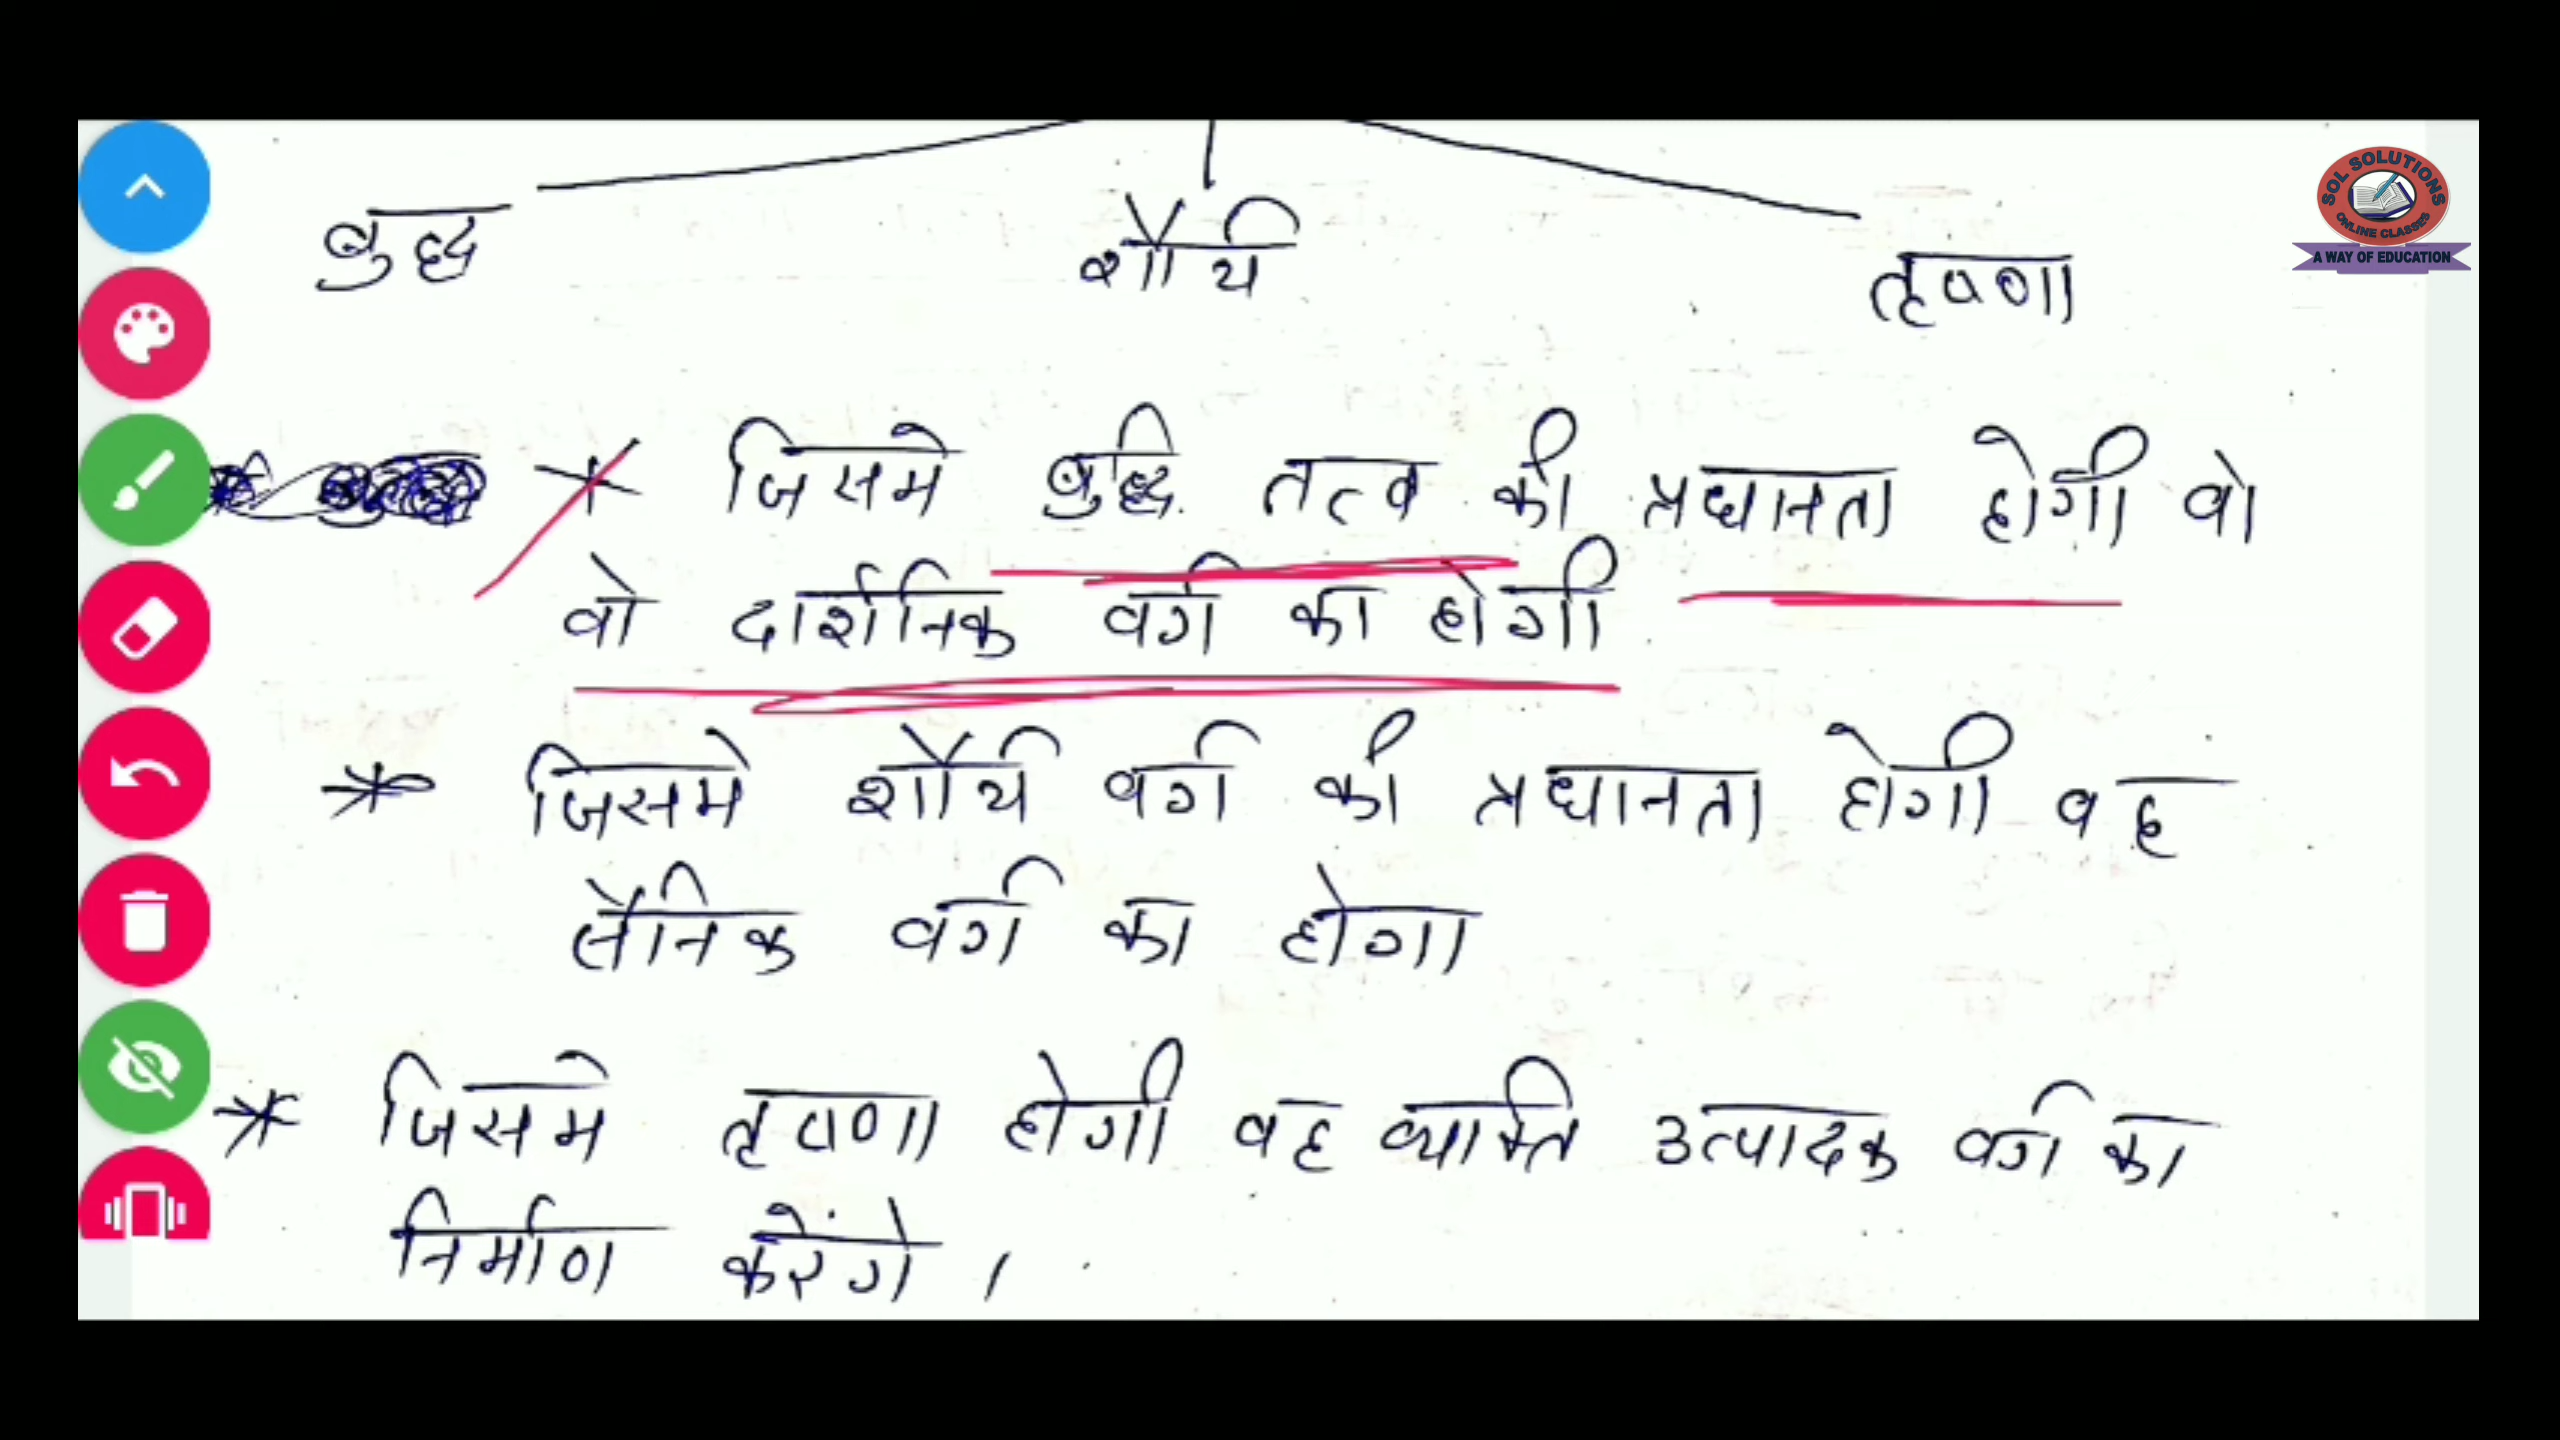 SOL SOLUTIONS
ONLINE CLASSES
A WAY OF EDUCATION
बुद्ध शौर्य तृष्णा
* जिसमे बुद्धि तत्व की प्रधानता होगी वो
वो दार्शनिक वर्ग का होगी
* जिसमे शौर्य वर्ग की प्रधानता होगी वह
सैनिक वर्ग का होगा
* जिसमे तृष्णा होगी वह व्यक्ति उत्पादक वर्ग का
निर्माण करेंगे ।